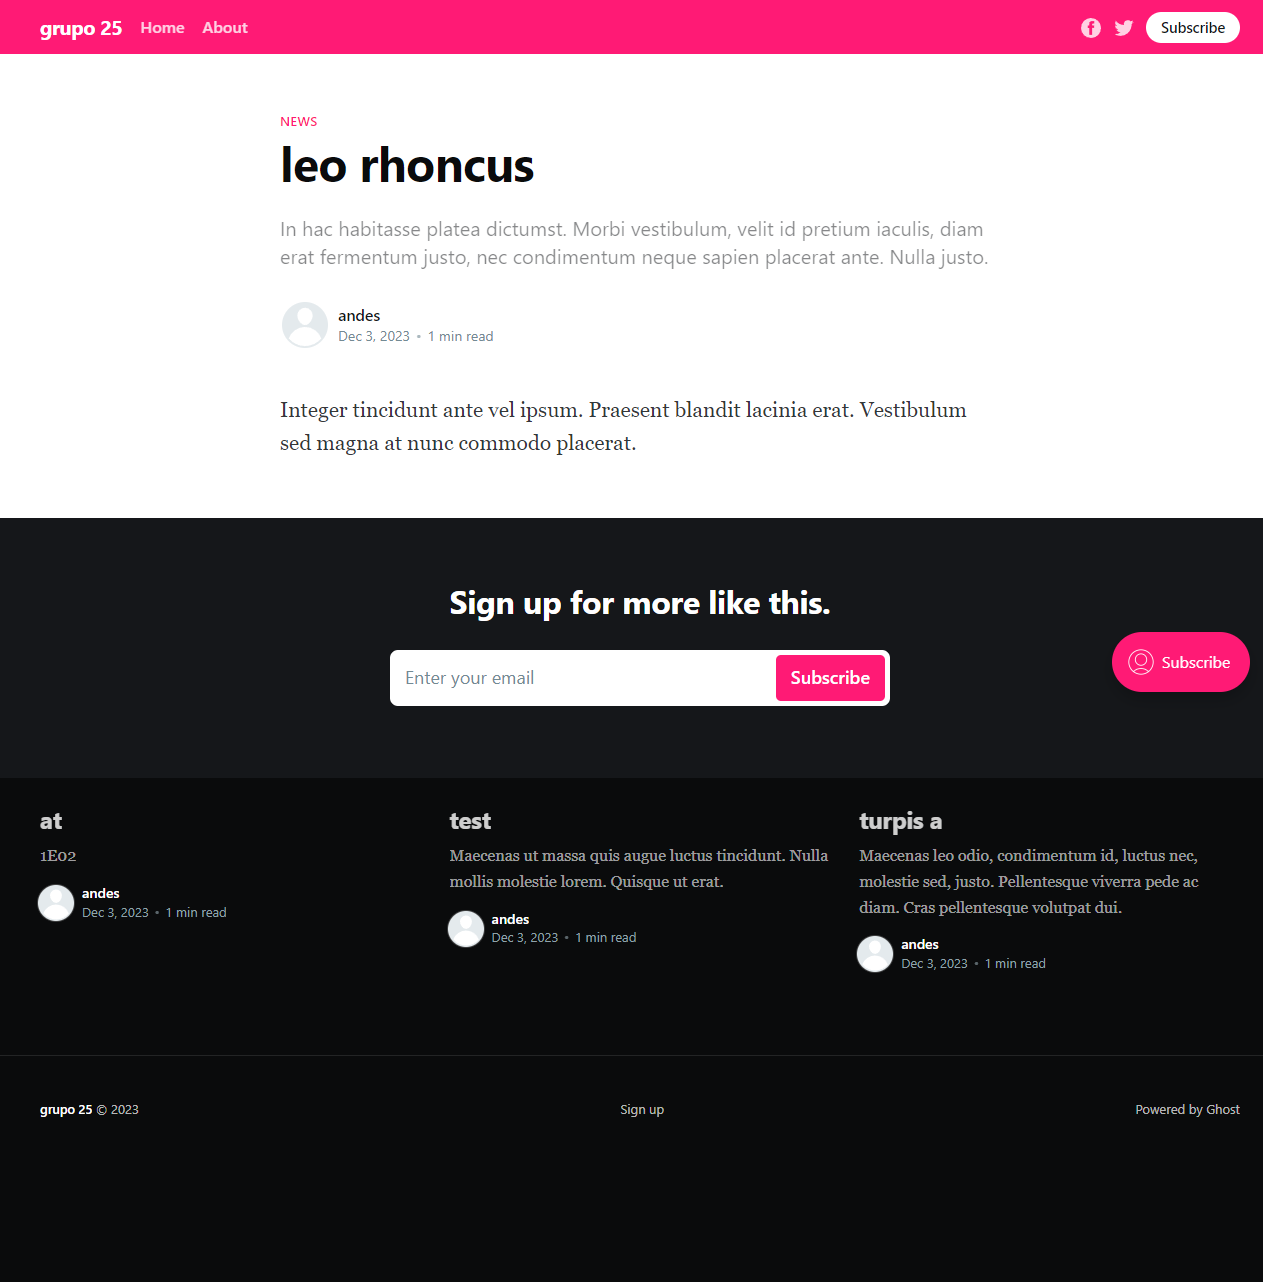 grupo 25 Home About Subscribe
NEWS
leo rhoncus
In hac habitasse platea dictumst. Morbi vestibulum, velit id pretium iaculis, diam
erat fermentum justo, nec condimentum neque sapien placerat ante. Nulla justo.
andes
Dec 3, 2023 • 1 min read
Integer tincidunt ante vel ipsum. Praesent blandit lacinia erat. Vestibulum
sed magna at nunc commodo placerat.
Sign up for more like this.
Enter your email Subscribe
Subscribe
at
1E02
andes
Dec 3, 2023 • 1 min read
test
Maecenas ut massa quis augue luctus tincidunt. Nulla
mollis molestie lorem. Quisque ut erat.
andes
Dec 3, 2023 • 1 min read
turpis a
Maecenas leo odio, condimentum id, luctus nec,
molestie sed, justo. Pellentesque viverra pede ac
diam. Cras pellentesque volutpat dui.
andes
Dec 3, 2023 • 1 min read
grupo 25 © 2023 Sign up Powered by Ghost